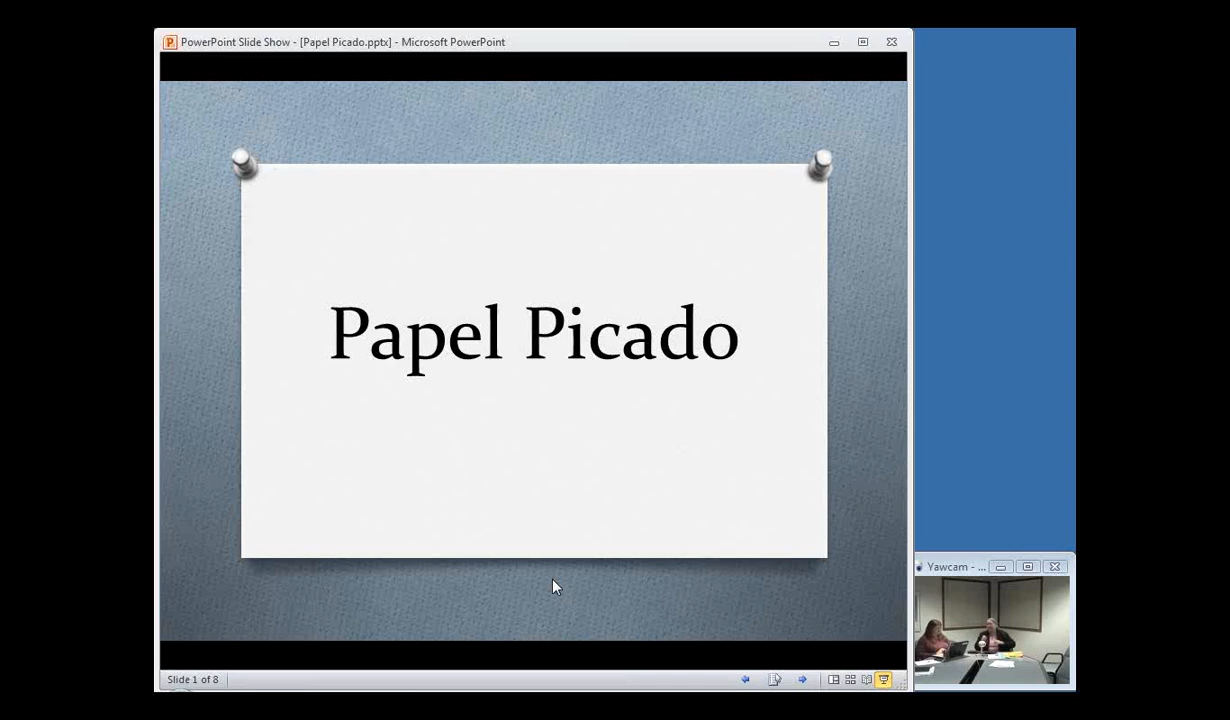 PowerPoint Slide Show - [Papel Picado.pptx] - Microsoft PowerPoint
Papel Picado
Yawcam - ...
Slide 1 of 8